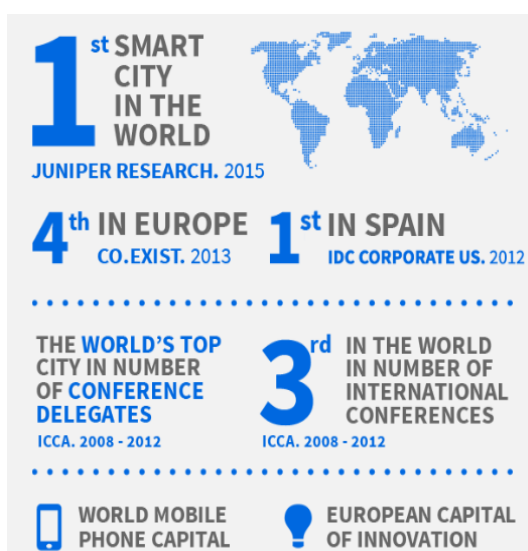 1st SMART
CITY
IN THE
WORLD
JUNIPER RESEARCH. 2015
4th IN EUROPE
CO.EXIST. 2013
1st IN SPAIN
IDC CORPORATE US. 2012
THE WORLD'S TOP
CITY IN NUMBER
OF CONFERENCE
DELEGATES
ICCA. 2008 - 2012
3rd IN THE WORLD
IN NUMBER OF
INTERNATIONAL
CONFERENCES
ICCA. 2008 - 2012
WORLD MOBILE
PHONE CAPITAL
EUROPEAN CAPITAL
OF INNOVATION